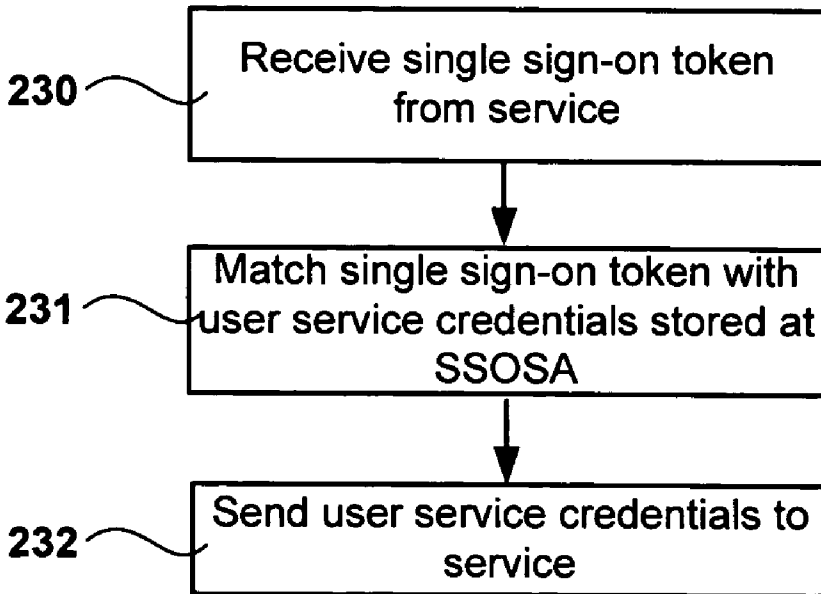 230
Receive single sign-on token
from service
231
Match single sign-on token with
user service credentials stored at
SSOSA
232
Send user service credentials to
service